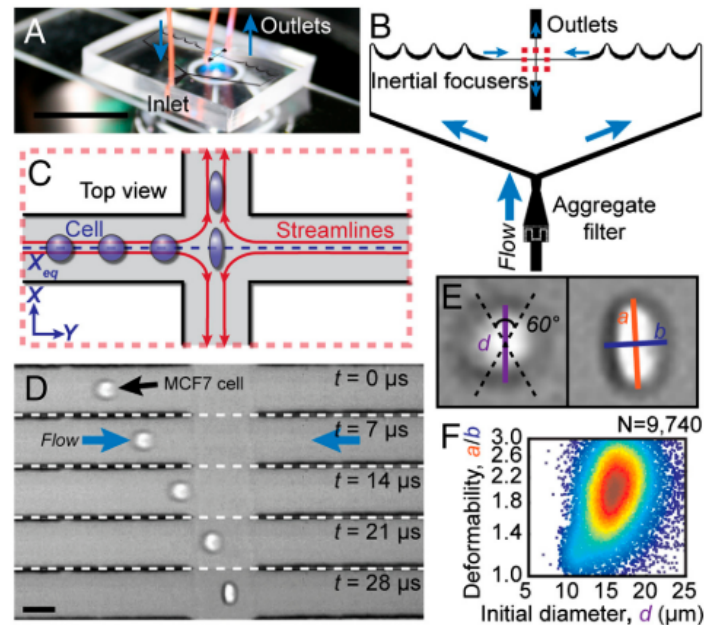 A
Inlet
Outlets
B
Outlets
Inertial focusers
Flow
Aggregate
filter
C
Top view
Cell
Streamlines
Xeq
X
Y
D
MCF7 cell
t = 0 µs
Flow
t = 7 µs
t = 14 µs
t = 21 µs
t = 28 µs
E
d
60°
a
b
F
N=9,740
Deformability, a/b
3.0
2.6
2.2
1.8
1.4
1.0
5 10 15 20 25
Initial diameter, d (µm)